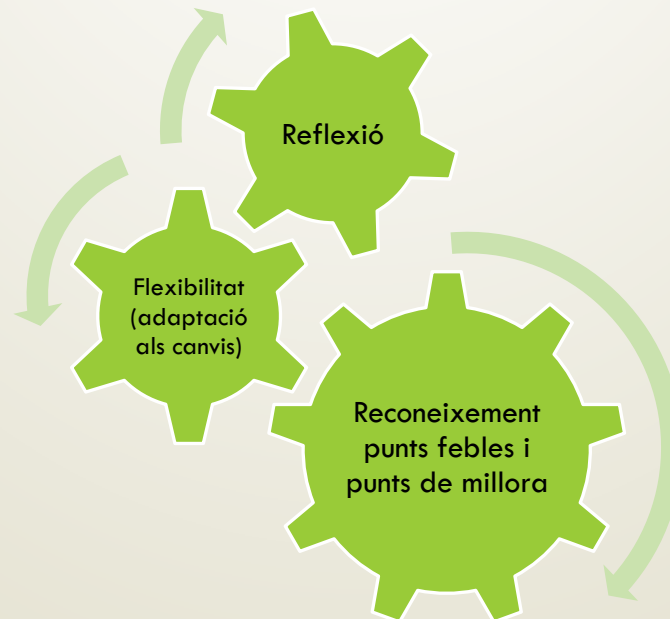 Reflexió
Flexibilitat
(adaptació
als canvis)
Reconeixement
punts febles i
punts de millora